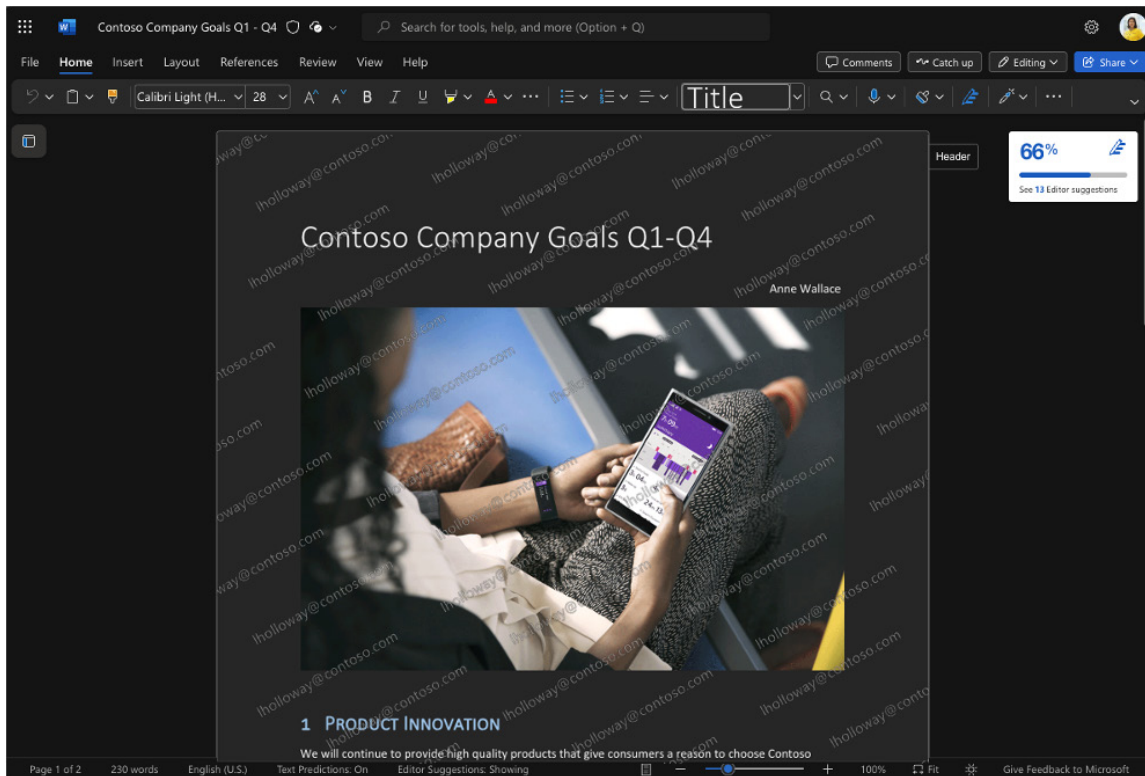 Contoso Company Goals Q1 - Q4
Search for tools, help, and more (Option + Q)
File Home Insert Layout References Review View Help
Comments Catch up Editing Share
Calibri Light (H... 28 A A B I U A Title
Header
66%
See 13 Editor suggestions
Contoso Company Goals Q1-Q4
Anne Wallace
lholloway@contoso.com
1 PRODUCT INNOVATION
We will continue to provide high quality products that give consumers a reason to choose Contoso
Page 1 of 2 230 words English (U.S.) Text Predictions: On Editor Suggestions: Showing 100% Fit Give Feedback to Microsoft